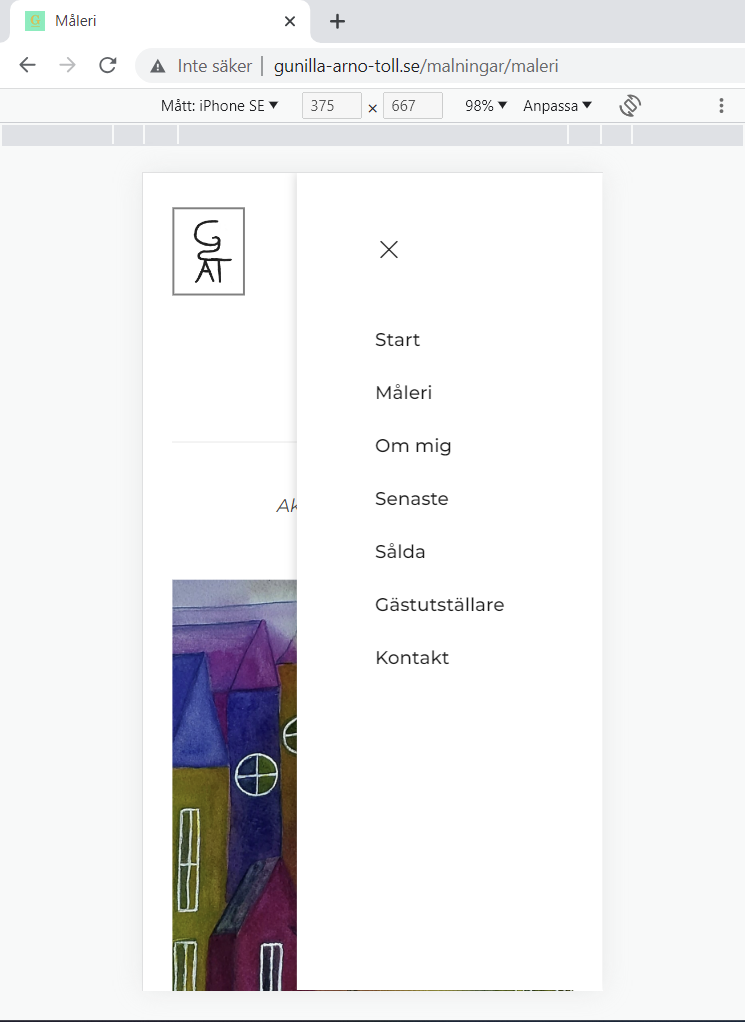 G
Måleri
Inte säker | gunilla-arno-toll.se/malningar/maleri
Mått: iPhone SE 375 × 667 98% Anpassa
G
AT
Start
Måleri
Om mig
Senaste
Ak
Sålda
Gästutställare
Kontakt